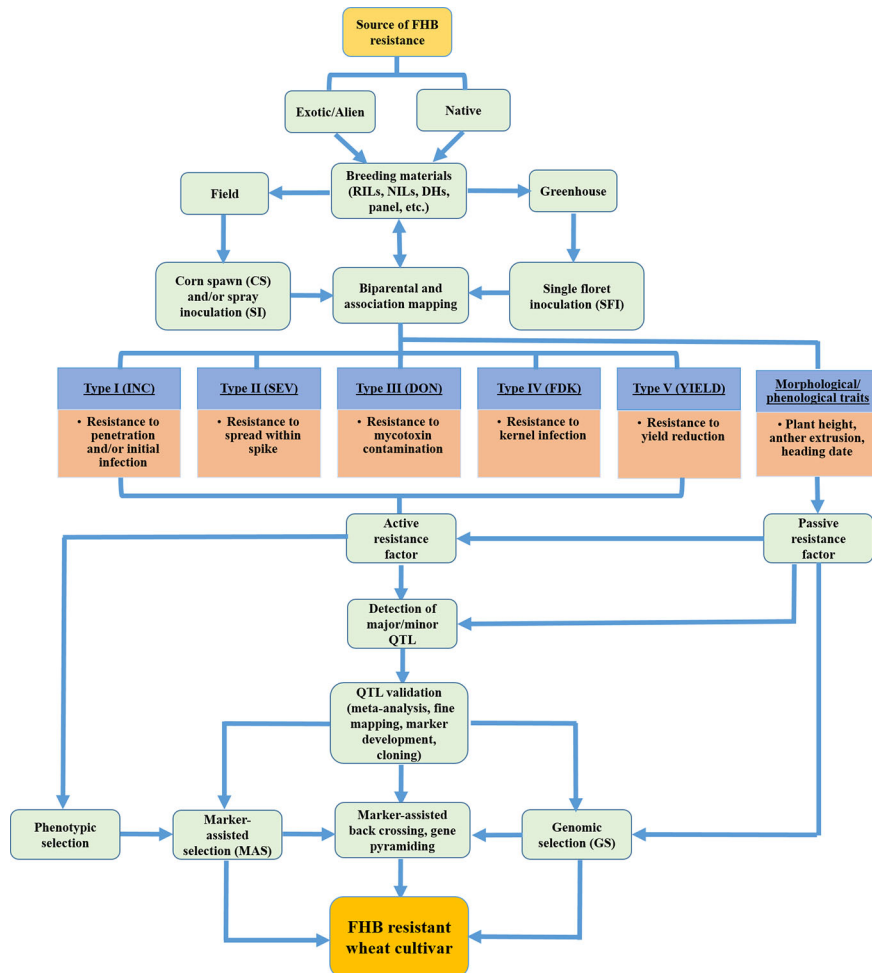 Source of FHB
resistance
Exotic/Alien
Native
Breeding materials
(RILs, NILs, DHs,
panel, etc.)
Field
Greenhouse
Corn spawn (CS)
and/or spray
inoculation (SI)
Biparental and
association mapping
Single floret
inoculation (SFI)
Type I (INC)
• Resistance to
penetration
and/or initial
infection
Type II (SEV)
• Resistance to
spread within
spike
Type III (DON)
• Resistance to
mycotoxin
contamination
Type IV (FDK)
• Resistance to
kernel infection
Type V (YIELD)
• Resistance to
yield reduction
Morphological/
phenological traits
• Plant height,
anther extrusion,
heading date
Active
resistance
factor
Passive
resistance
factor
Detection of
major/minor
QTL
QTL validation
(meta-analysis, fine
mapping, marker
development,
cloning)
Phenotypic
selection
Marker-
assisted
selection (MAS)
Marker-assisted
back crossing, gene
pyramiding
Genomic
selection (GS)
FHB resistant
wheat cultivar